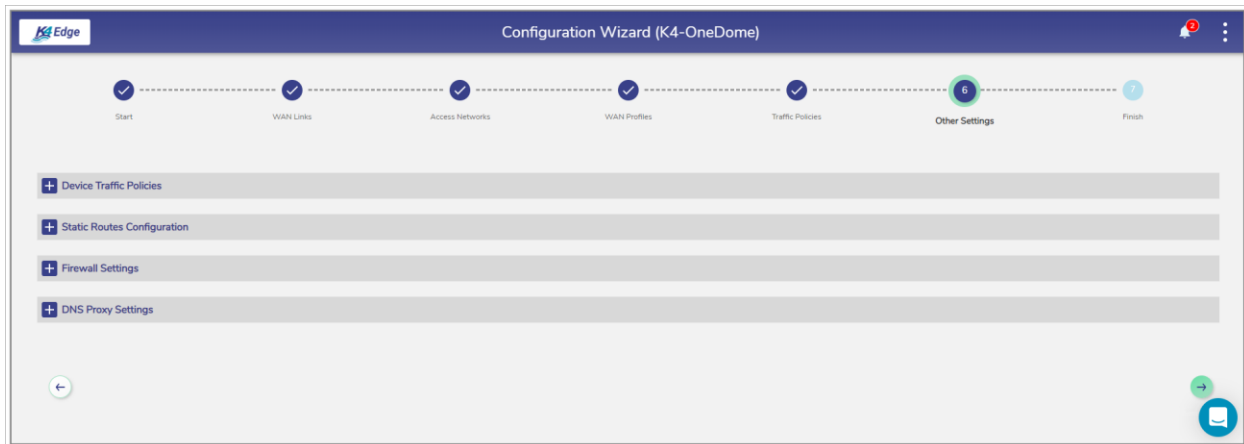 K4 Edge
Configuration Wizard (K4-OneDome)
2
6
7
Start
WAN Links
Access Networks
WAN Profiles
Traffic Policies
Other Settings
Finish
Device Traffic Policies
Static Routes Configuration
Firewall Settings
DNS Proxy Settings